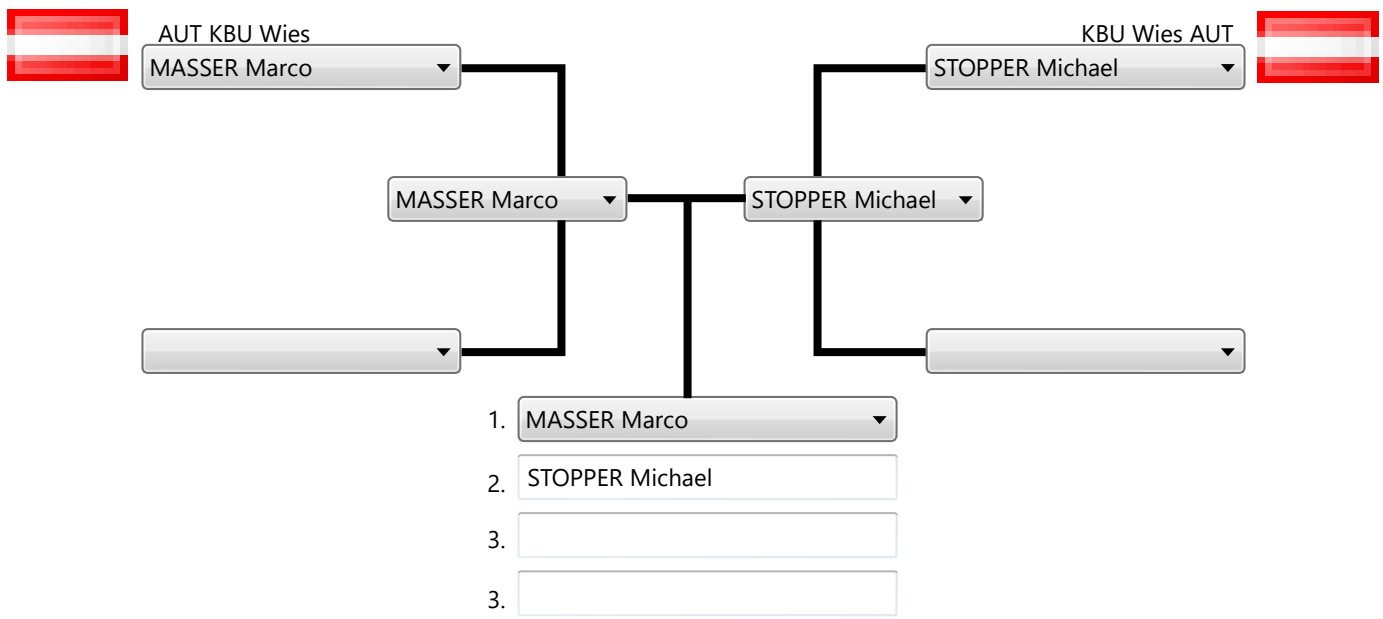 AUT KBU Wies
KBU Wies AUT
MASSER Marco
STOPPER Michael
MASSER Marco
STOPPER Michael
1. MASSER Marco
2. STOPPER Michael
3.
3.